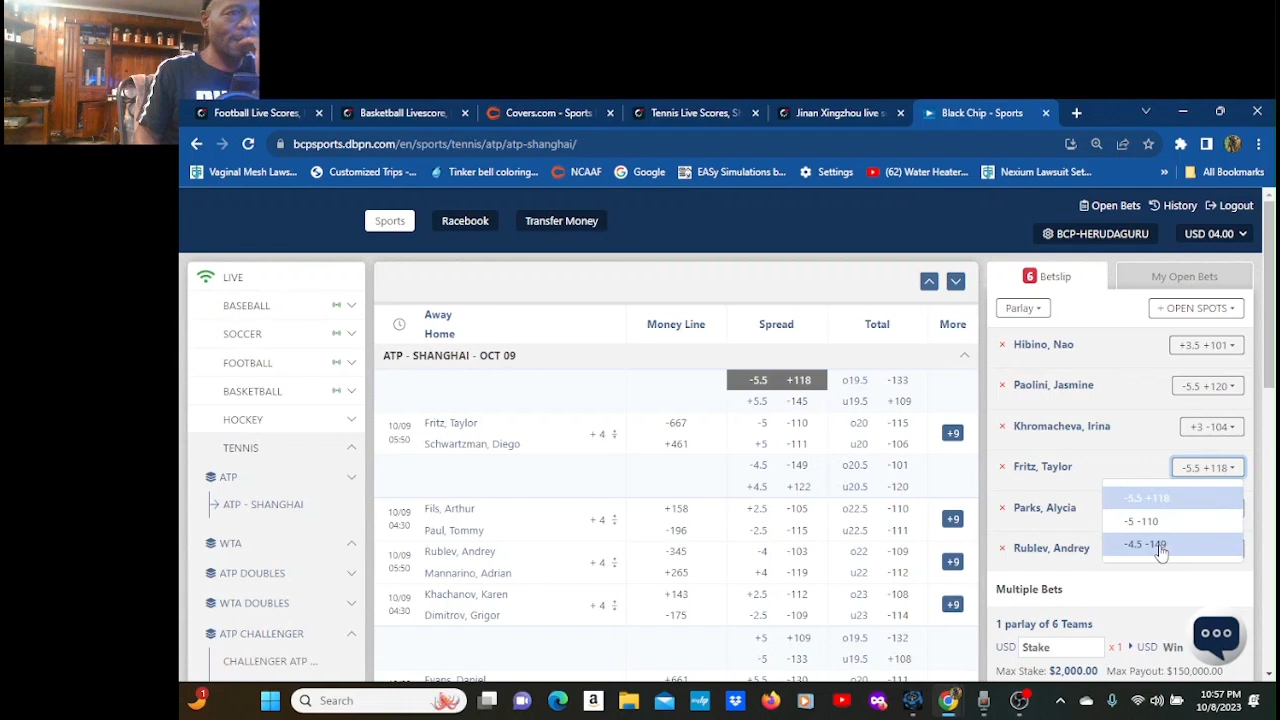 Football Live Scores,
Basketball Livescore,
Covers.com - Sports
Tennis Live Scores, S
Jinan Xingzhou live s
Black Chip - Sports
bcpsports.dbpn.com/en/sports/tennis/atp/atp-shanghai/
Vaginal Mesh Laws...
Customized Trips -...
Tinker bell coloring...
NCAAF
Google
EASy Simulations b...
Settings
(62) Water Heater...
Nexium Lawsuit Set...
»
All Bookmarks
Sports
Racebook
Transfer Money
Open Bets
History
Logout
BCP-HERUDAGURU
USD 04.00
LIVE
BASEBALL
SOCCER
FOOTBALL
BASKETBALL
HOCKEY
TENNIS
ATP
ATP - SHANGHAI
WTA
ATP DOUBLES
WTA DOUBLES
ATP CHALLENGER
CHALLENGER ATP ...
Away
Home
Money Line
Spread
Total
More
ATP - SHANGHAI - OCT 09
-5.5 +118 o19.5 -133
+5.5 -145 u19.5 +109
10/09
05:50
Fritz, Taylor -667 -5 -110 o20 -115
Schwartzman, Diego +461 +5 -111 u20 -106
+ 4
+9
-4.5 -149 o20.5 -101
+4.5 +122 u20.5 -120
10/09
04:30
Fils, Arthur +158 +2.5 -105 o22.5 -110
Paul, Tommy -196 -2.5 -115 u22.5 -111
+ 4
+9
10/09
05:50
Rublev, Andrey -345 -4 -103 o22 -109
Mannarino, Adrian +265 +4 -119 u22 -112
+ 4
+9
10/09
04:30
Khachanov, Karen +143 +2.5 -112 o23 -108
Dimitrov, Grigor -175 -2.5 -109 u23 -114
+ 4
+9
+5 +109 o19.5 -132
-5 -133 u19.5 +108
Evans, Daniel +661 +5.5 -130 o20
6 Betslip
My Open Bets
Parlay
+ OPEN SPOTS
× Hibino, Nao +3.5 +101
× Paolini, Jasmine -5.5 +120
× Khromacheva, Irina +3 -104
× Fritz, Taylor -5.5 +118
-5.5 +118
-5 -110
-4.5 -149
× Parks, Alycia
× Rublev, Andrey
Multiple Bets
1 parlay of 6 Teams
USD Stake x 1 USD Win
Max Stake: $2,000.00 Max Payout: $150,000.00
1
Search
10:57 PM
10/8/2023